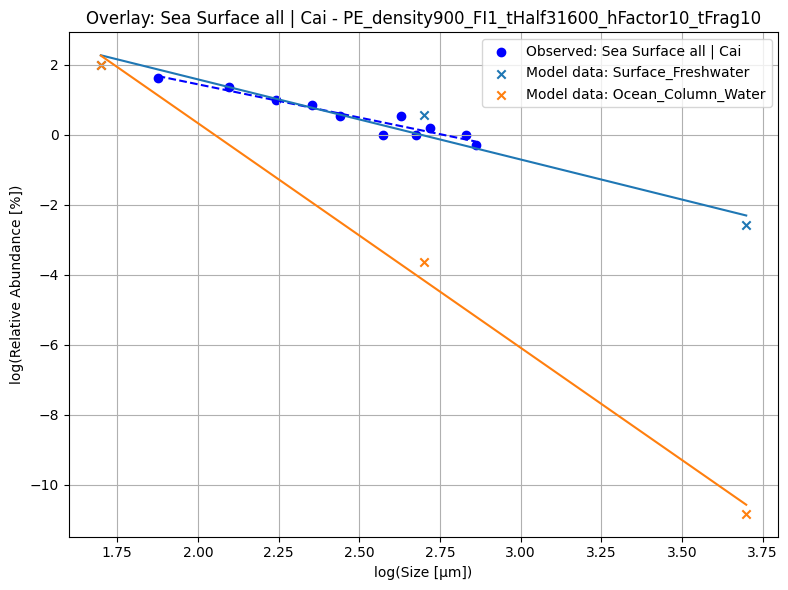 Overlay: Sea Surface all | Cai - PE_density900_FI1_tHalf31600_hFactor10_tFrag10
Observed: Sea Surface all | Cai
Model data: Surface_Freshwater
Model data: Ocean_Column_Water
log(Relative Abundance [%])
2
0
−2
−4
−6
−8
−10
1.75
2.00
2.25
2.50
2.75
3.00
3.25
3.50
3.75
log(Size [µm])